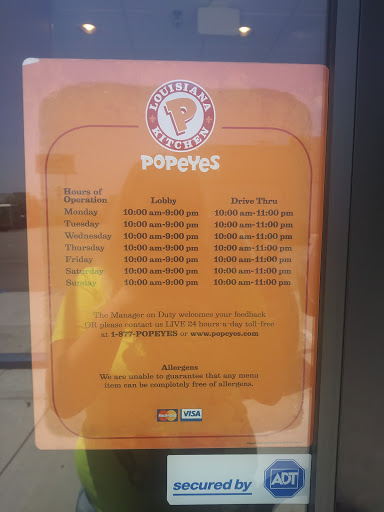 LOUISIANA
KITCHEN
P
POPEYES
Hours of
Operation Lobby Drive Thru
Monday 10:00 am-9:00 pm 10:00 am-11:00 pm
Tuesday 10:00 am-9:00 pm 10:00 am-11:00 pm
Wednesday 10:00 am-9:00 pm 10:00 am-11:00 pm
Thursday 10:00 am-9:00 pm 10:00 am-11:00 pm
Friday 10:00 am-9:00 pm 10:00 am-11:00 pm
Saturday 10:00 am-9:00 pm 10:00 am-11:00 pm
Sunday 10:00 am-9:00 pm 10:00 am-11:00 pm
The Manager on Duty welcomes your feedback
OR please contact us LIVE 24 hours-a-day toll-free
at 1-877-POPEYES or www.popeyes.com
Allergens
We are unable to guarantee that any menu
item can be completely free of allergens.
MasterCard VISA
secured by ADT